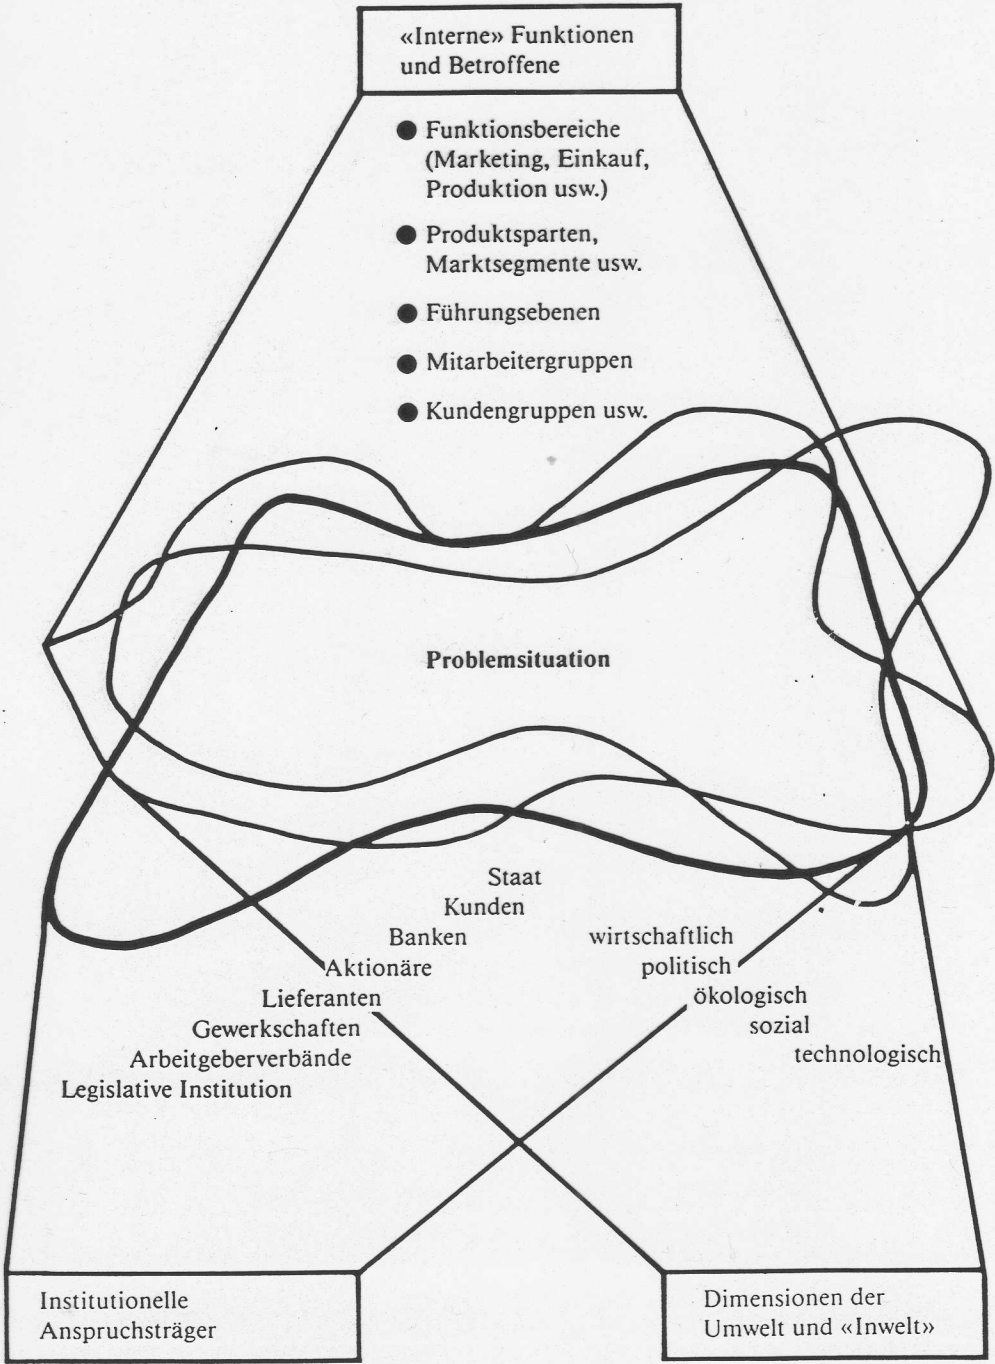 «Interne» Funktionen
und Betroffene
● Funktionsbereiche
(Marketing, Einkauf,
Produktion usw.)
● Produktsparten,
Marktsegmente usw.
● Führungsebenen
● Mitarbeitergruppen
● Kundengruppen usw.
Problemsituation
Staat
Kunden
Banken
Aktionäre
Lieferanten
Gewerkschaften
Arbeitgeberverbände
Legislative Institution
wirtschaftlich
politisch
ökologisch
sozial
technologisch
Institutionelle
Anspruchsträger
Dimensionen der
Umwelt und «Inwelt»